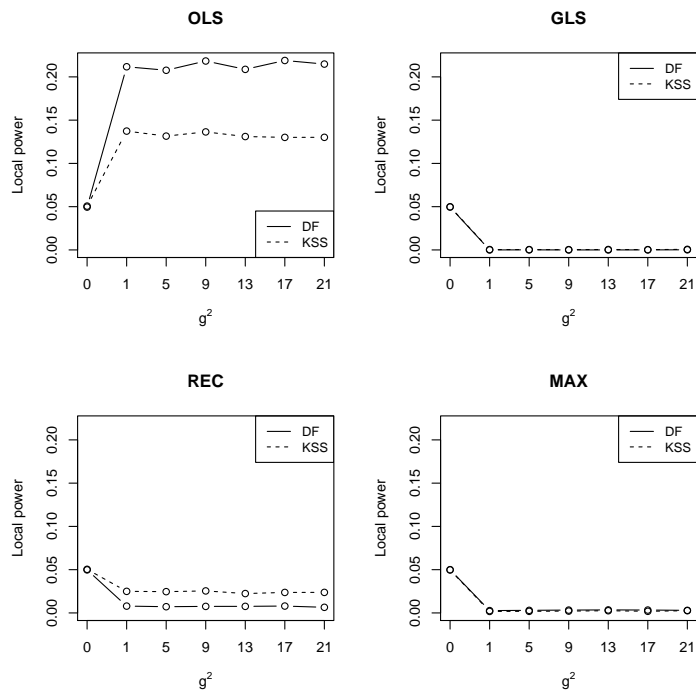 OLS
Local power
0.00 0.05 0.10 0.15 0.20
DF
KSS
0 1 5 9 13 17 21
g²
GLS
Local power
0.00 0.05 0.10 0.15 0.20
DF
KSS
0 1 5 9 13 17 21
g²
REC
Local power
0.00 0.05 0.10 0.15 0.20
DF
KSS
0 1 5 9 13 17 21
g²
MAX
Local power
0.00 0.05 0.10 0.15 0.20
DF
KSS
0 1 5 9 13 17 21
g²